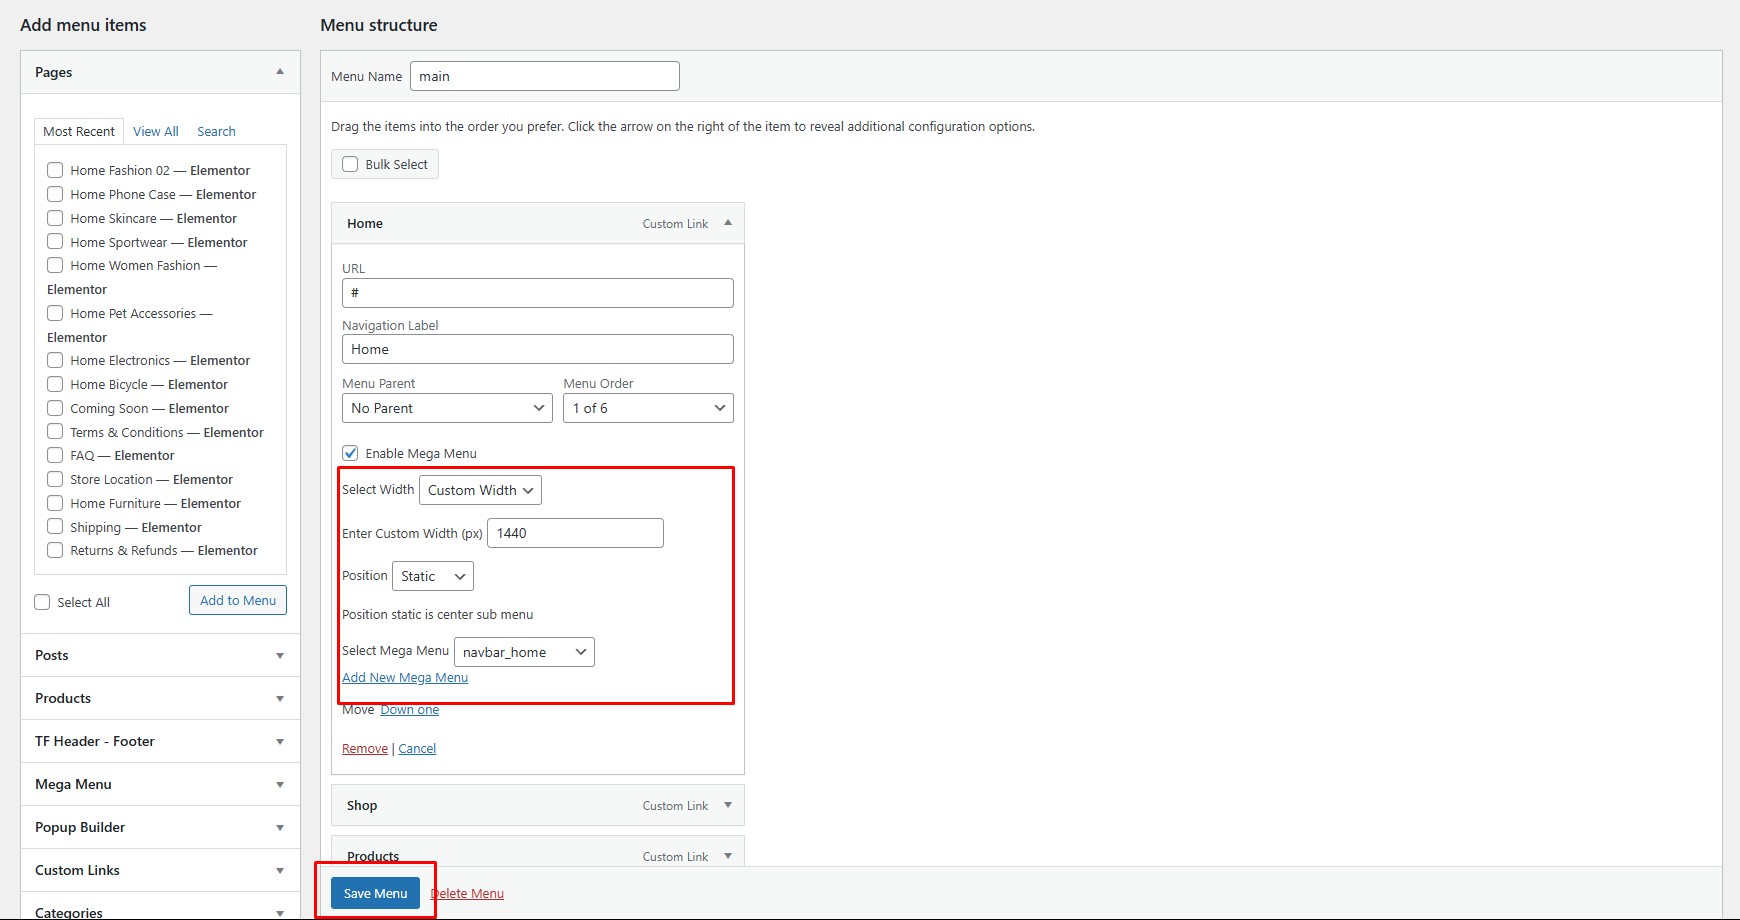 Add menu items
Pages
Most Recent
View All
Search
Home Fashion 02 — Elementor
Home Phone Case — Elementor
Home Skincare — Elementor
Home Sportwear — Elementor
Home Women Fashion —
Elementor
Home Pet Accessories —
Elementor
Home Electronics — Elementor
Home Bicycle — Elementor
Coming Soon — Elementor
Terms & Conditions — Elementor
FAQ — Elementor
Store Location — Elementor
Home Furniture — Elementor
Shipping — Elementor
Returns & Refunds — Elementor
Select All
Add to Menu
Posts
Products
TF Header - Footer
Mega Menu
Popup Builder
Custom Links
Categories
Menu structure
Menu Name main
Drag the items into the order you prefer. Click the arrow on the right of the item to reveal additional configuration options.
Bulk Select
Home Custom Link
URL
#
Navigation Label
Home
Menu Parent Menu Order
No Parent 1 of 6
Enable Mega Menu
Select Width Custom Width
Enter Custom Width (px) 1440
Position Static
Position static is center sub menu
Select Mega Menu navbar_home
Add New Mega Menu
Move Down one
Remove | Cancel
Shop Custom Link
Products Custom Link
Save Menu Delete Menu